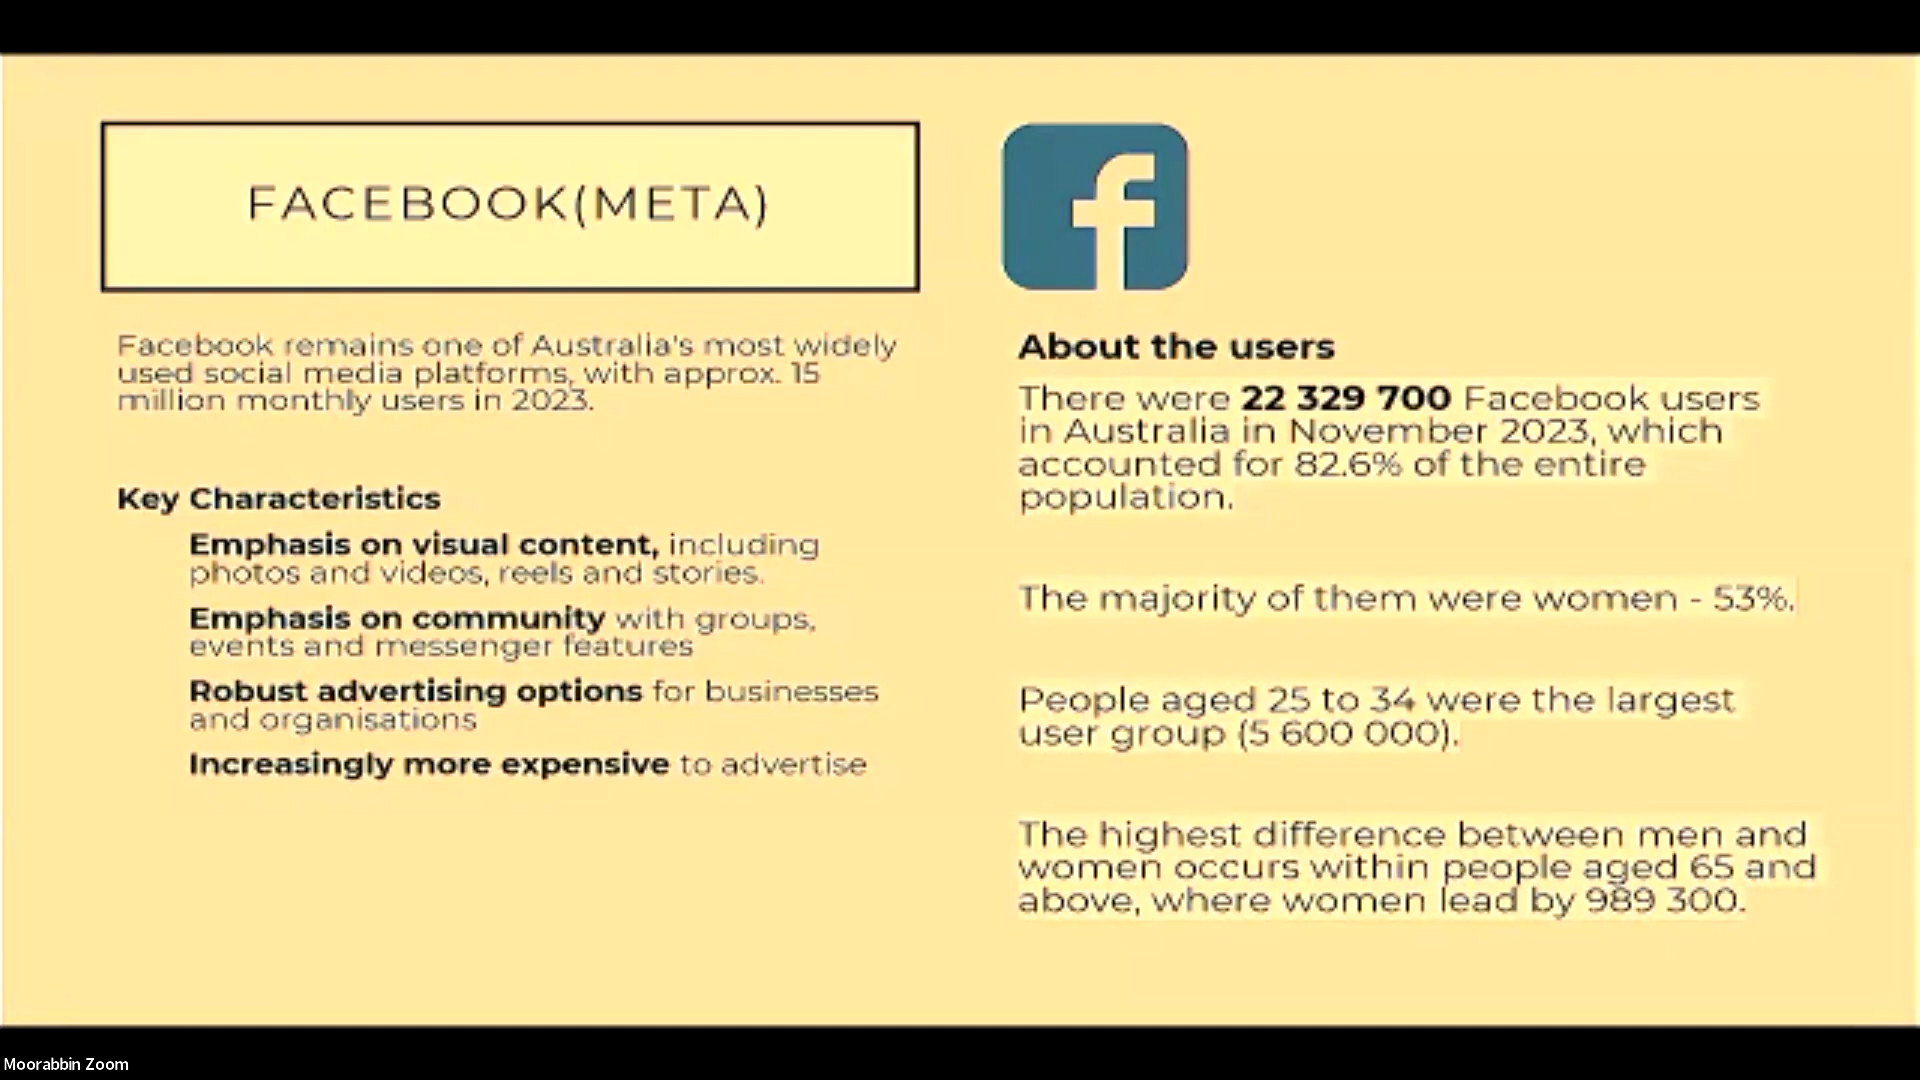 FACEBOOK(META)
Facebook remains one of Australia's most widely
used social media platforms, with approx. 15
million monthly users in 2023.
Key Characteristics
Emphasis on visual content, including
photos and videos, reels and stories.
Emphasis on community with groups,
events and messenger features
Robust advertising options for businesses
and organisations
Increasingly more expensive to advertise
f
About the users
There were 22 329 700 Facebook users
in Australia in November 2023, which
accounted for 82.6% of the entire
population.
The majority of them were women - 53%.
People aged 25 to 34 were the largest
user group (5 600 000).
The highest difference between men and
women occurs within people aged 65 and
above, where women lead by 989 300.
Moorabbin Zoom